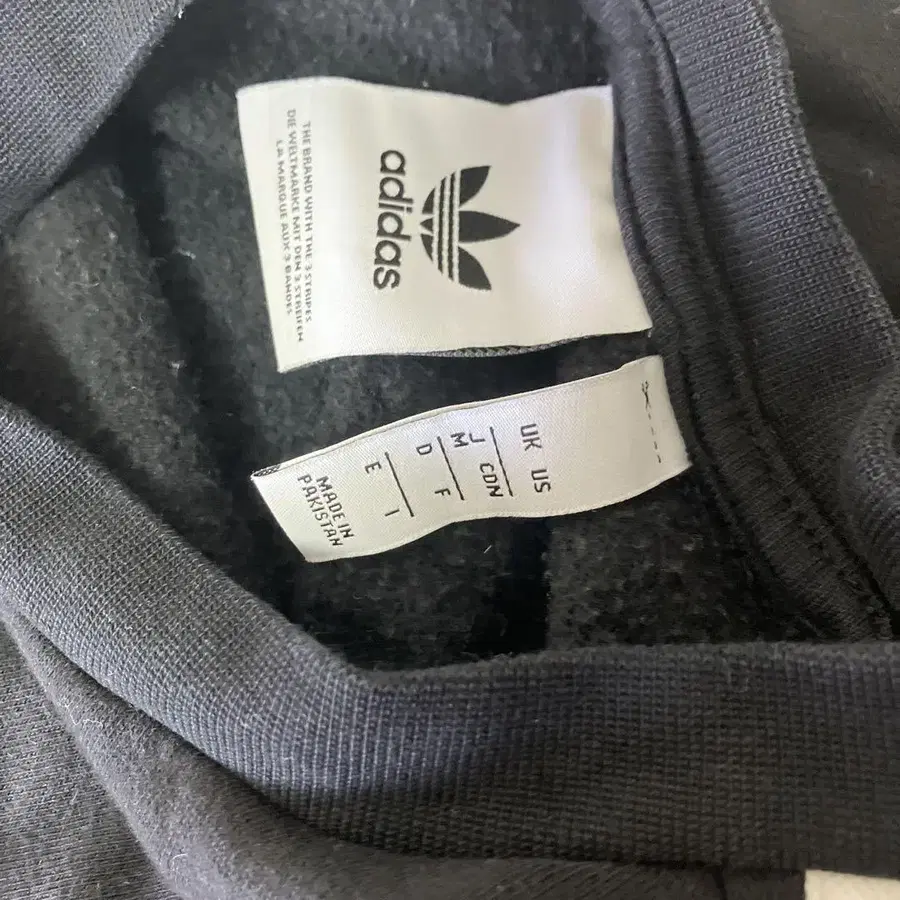 adidas
THE BRAND WITH THE 3 STRIPES
DIE WELTMARKE MIT DEN 3 STREIFEN
LA MARQUE AUX 3 BANDES
UK US
J CDN
M
D F
E I
MADE IN
PAKISTAN